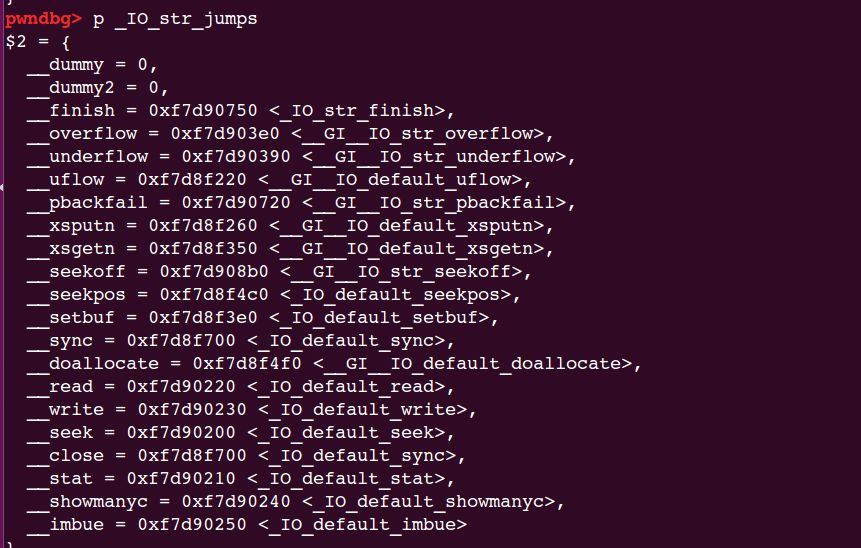 pwndbg> p _IO_str_jumps
$2 = {
  __dummy = 0,
  __dummy2 = 0,
  __finish = 0xf7d90750 <_IO_str_finish>,
  __overflow = 0xf7d903e0 <__GI__IO_str_overflow>,
  __underflow = 0xf7d90390 <__GI__IO_str_underflow>,
  __uflow = 0xf7d8f220 <__GI__IO_default_uflow>,
  __pbackfail = 0xf7d90720 <__GI__IO_str_pbackfail>,
  __xsputn = 0xf7d8f260 <__GI__IO_default_xsputn>,
  __xsgetn = 0xf7d8f350 <__GI__IO_default_xsgetn>,
  __seekoff = 0xf7d908b0 <__GI__IO_str_seekoff>,
  __seekpos = 0xf7d8f4c0 <_IO_default_seekpos>,
  __setbuf = 0xf7d8f3e0 <_IO_default_setbuf>,
  __sync = 0xf7d8f700 <_IO_default_sync>,
  __doallocate = 0xf7d8f4f0 <__GI__IO_default_doallocate>,
  __read = 0xf7d90220 <_IO_default_read>,
  __write = 0xf7d90230 <_IO_default_write>,
  __seek = 0xf7d90200 <_IO_default_seek>,
  __close = 0xf7d8f700 <_IO_default_sync>,
  __stat = 0xf7d90210 <_IO_default_stat>,
  __showmanyc = 0xf7d90240 <_IO_default_showmanyc>,
  __imbue = 0xf7d90250 <_IO_default_imbue>
}